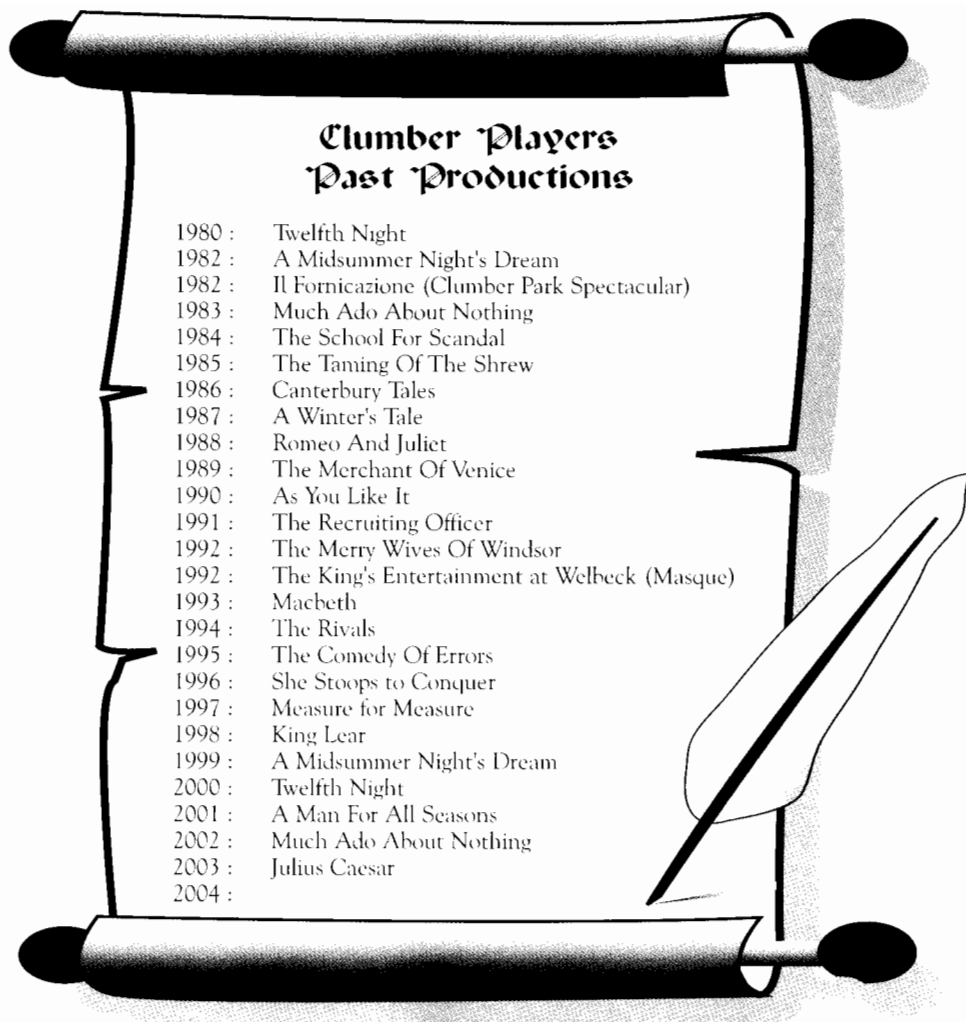 Clumber Players
Past Productions
1980 : Twelfth Night
1982 : A Midsummer Night's Dream
1982 : Il Fornicazione (Clumber Park Spectacular)
1983 : Much Ado About Nothing
1984 : The School For Scandal
1985 : The Taming Of The Shrew
1986 : Canterbury Tales
1987 : A Winter's Tale
1988 : Romeo And Juliet
1989 : The Merchant Of Venice
1990 : As You Like It
1991 : The Recruiting Officer
1992 : The Merry Wives Of Windsor
1992 : The King's Entertainment at Welbeck (Masque)
1993 : Macbeth
1994 : The Rivals
1995 : The Comedy Of Errors
1996 : She Stoops to Conquer
1997 : Measure for Measure
1998 : King Lear
1999 : A Midsummer Night's Dream
2000 : Twelfth Night
2001 : A Man For All Seasons
2002 : Much Ado About Nothing
2003 : Julius Caesar
2004 :